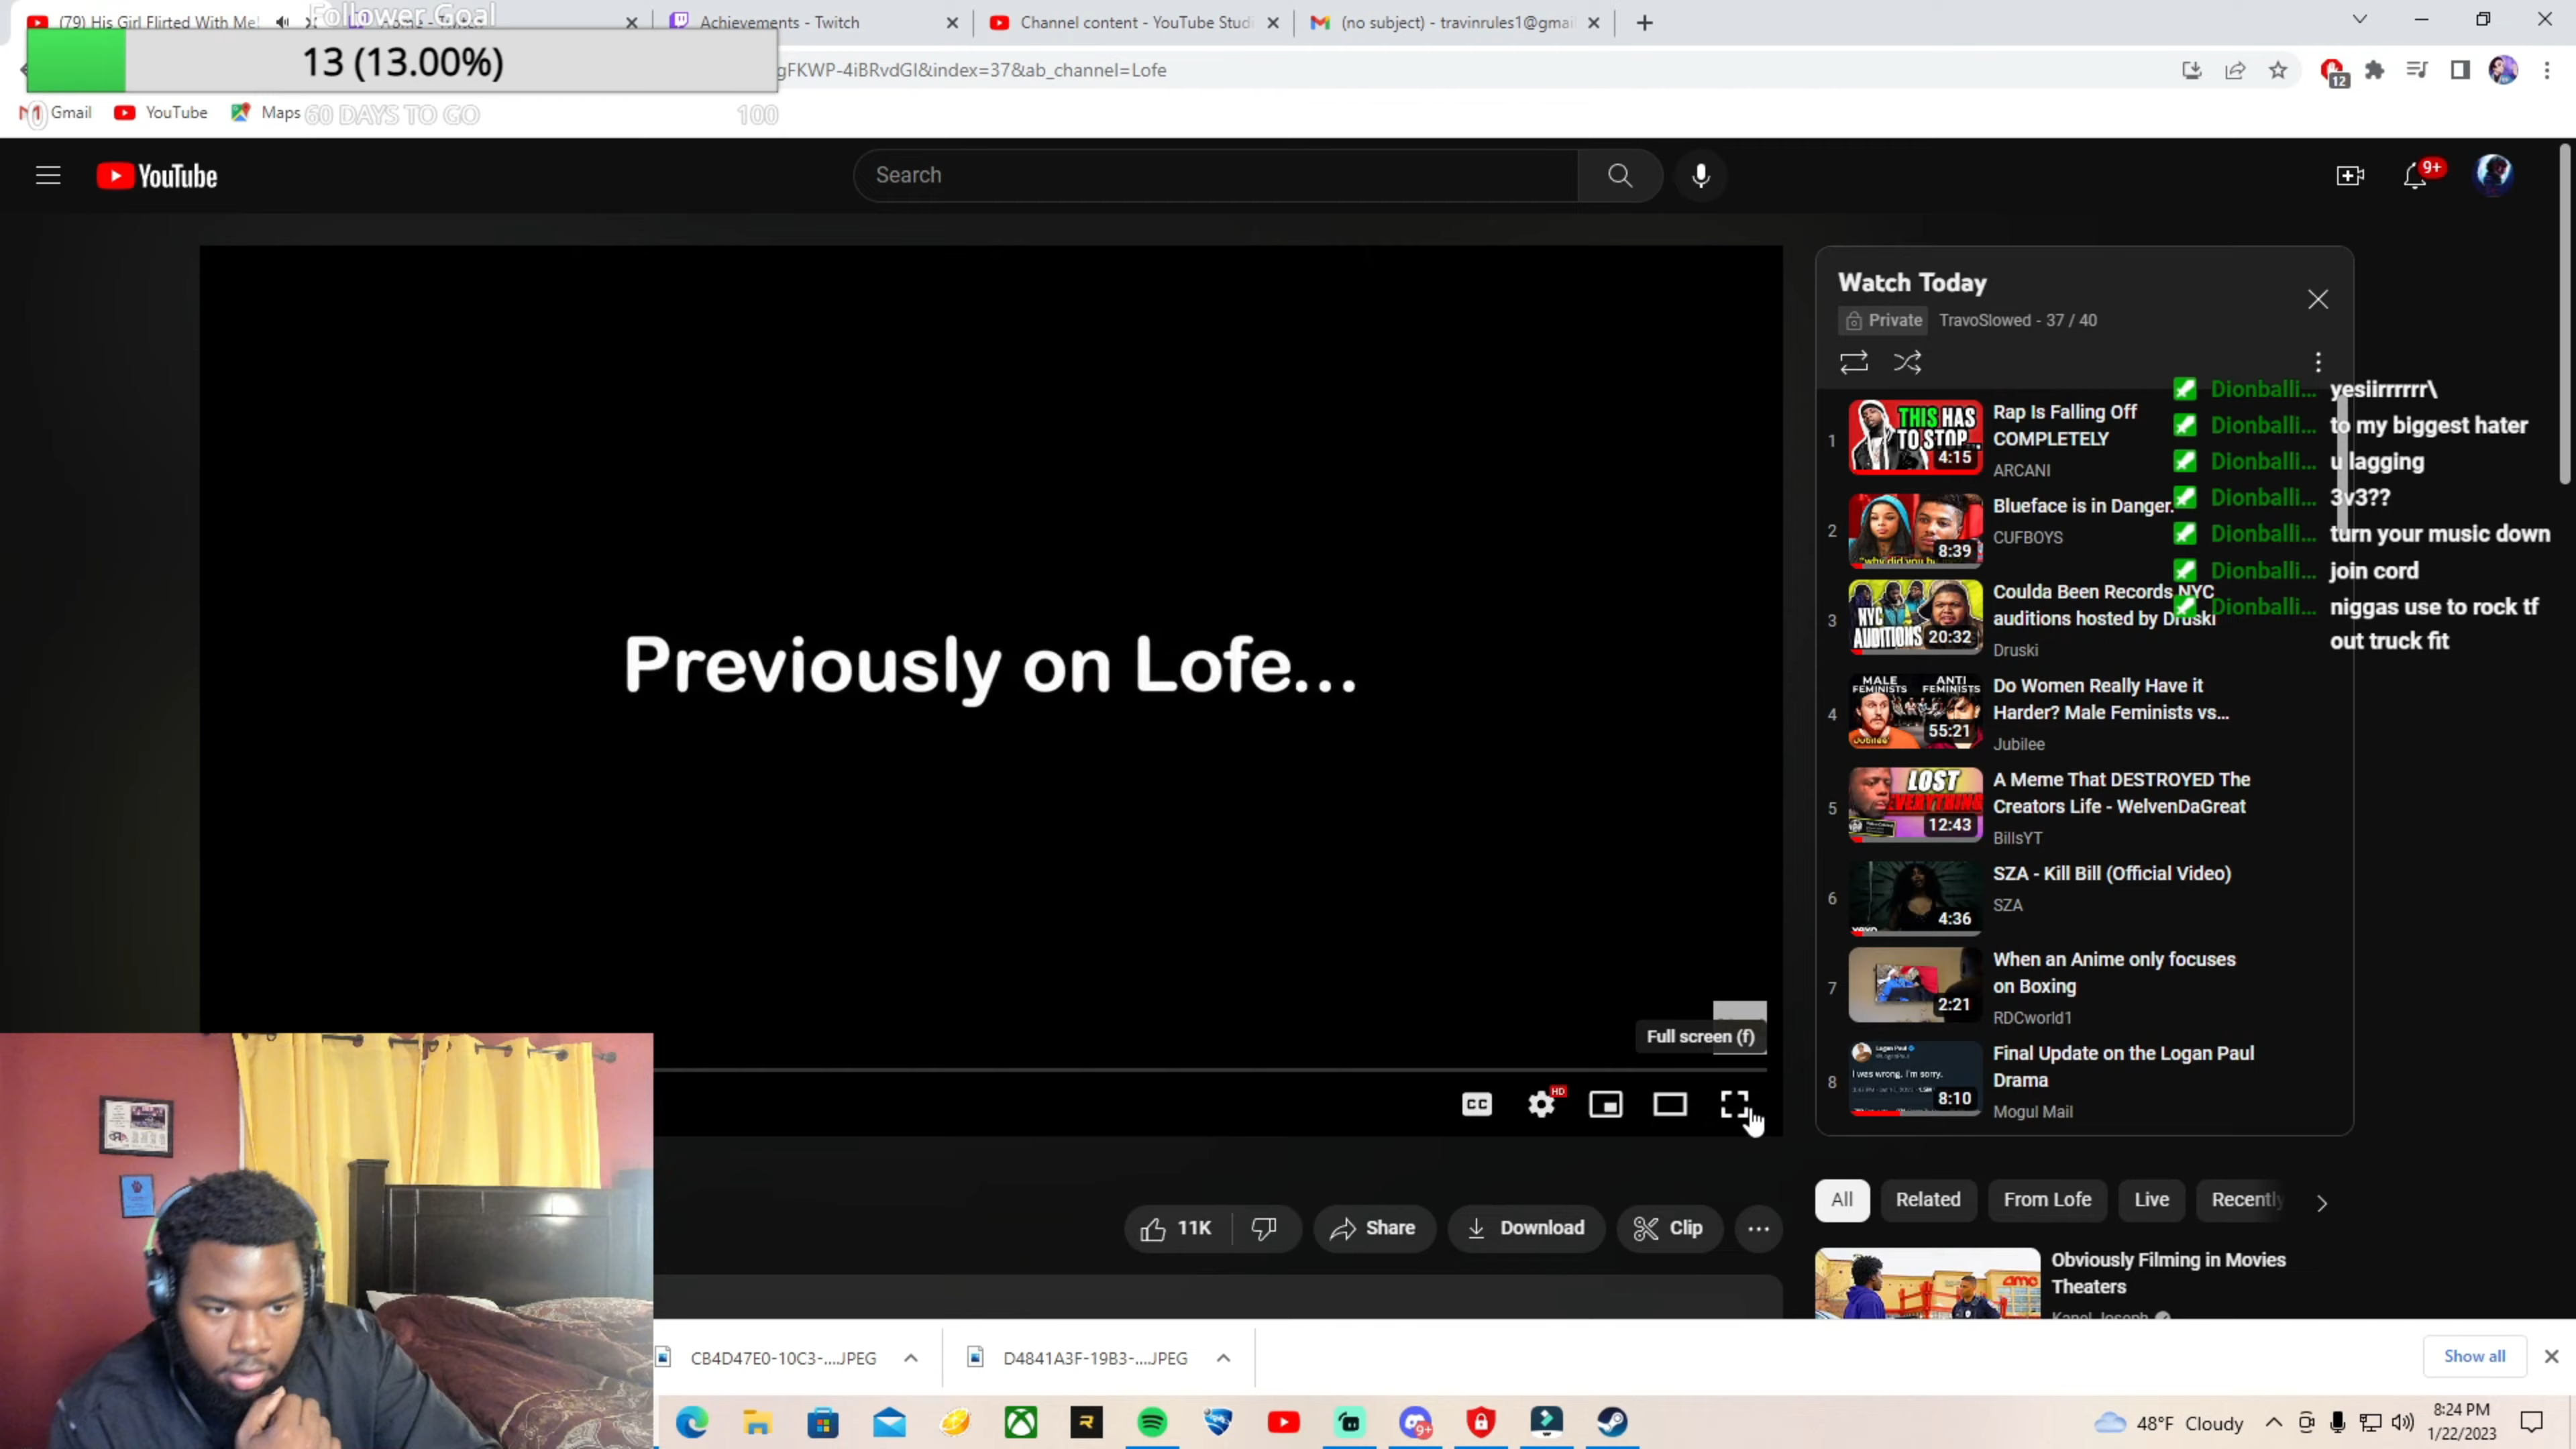 Follower Goal
13 (13.00%)
0
60 DAYS TO GO
100
(79) His Girl Flirted With Me!
Achievements - Twitch
Channel content - YouTube Studi
(no subject) - travinrules1@gmai
gFKWP-4iBRvdGI&index=37&ab_channel=Lofe
12
Gmail
YouTube
Maps
YouTube
Search
9+
Previously on Lofe...
Full screen (f)
CC
HD
11K
Share
Download
Clip
Watch Today
Private
TravoSlowed - 37 / 40
1
THIS HAS
TO STOP...
4:15
Rap Is Falling Off
COMPLETELY
ARCANI
2
8:39
Blueface is in Danger.
CUFBOYS
3
NYC
AUDITIONS
20:32
Coulda Been Records NYC
auditions hosted by Druski
Druski
4
MALE
FEMINISTS
ANTI
FEMINISTS
Jubilee
55:21
Do Women Really Have it
Harder? Male Feminists vs...
Jubilee
5
LOST
EVERYTHING
12:43
A Meme That DESTROYED The
Creators Life - WelvenDaGreat
BillsYT
6
4:36
SZA - Kill Bill (Official Video)
SZA
7
2:21
When an Anime only focuses
on Boxing
RDCworld1
8
Logan Paul
I was wrong. I'm sorry.
8:10
Final Update on the Logan Paul
Drama
Mogul Mail
Dionballi... yesiirrrrrr\
Dionballi... to my biggest hater
Dionballi... u lagging
Dionballi... 3v3??
Dionballi... turn your music down
Dionballi... join cord
Dionballi... niggas use to rock tf
out truck fit
All
Related
From Lofe
Live
Recently
amc
Obviously Filming in Movies
Theaters
Kanel Joseph
CB4D47E0-10C3-....JPEG
D4841A3F-19B3-....JPEG
Show all
9+
48°F Cloudy
8:24 PM
1/22/2023